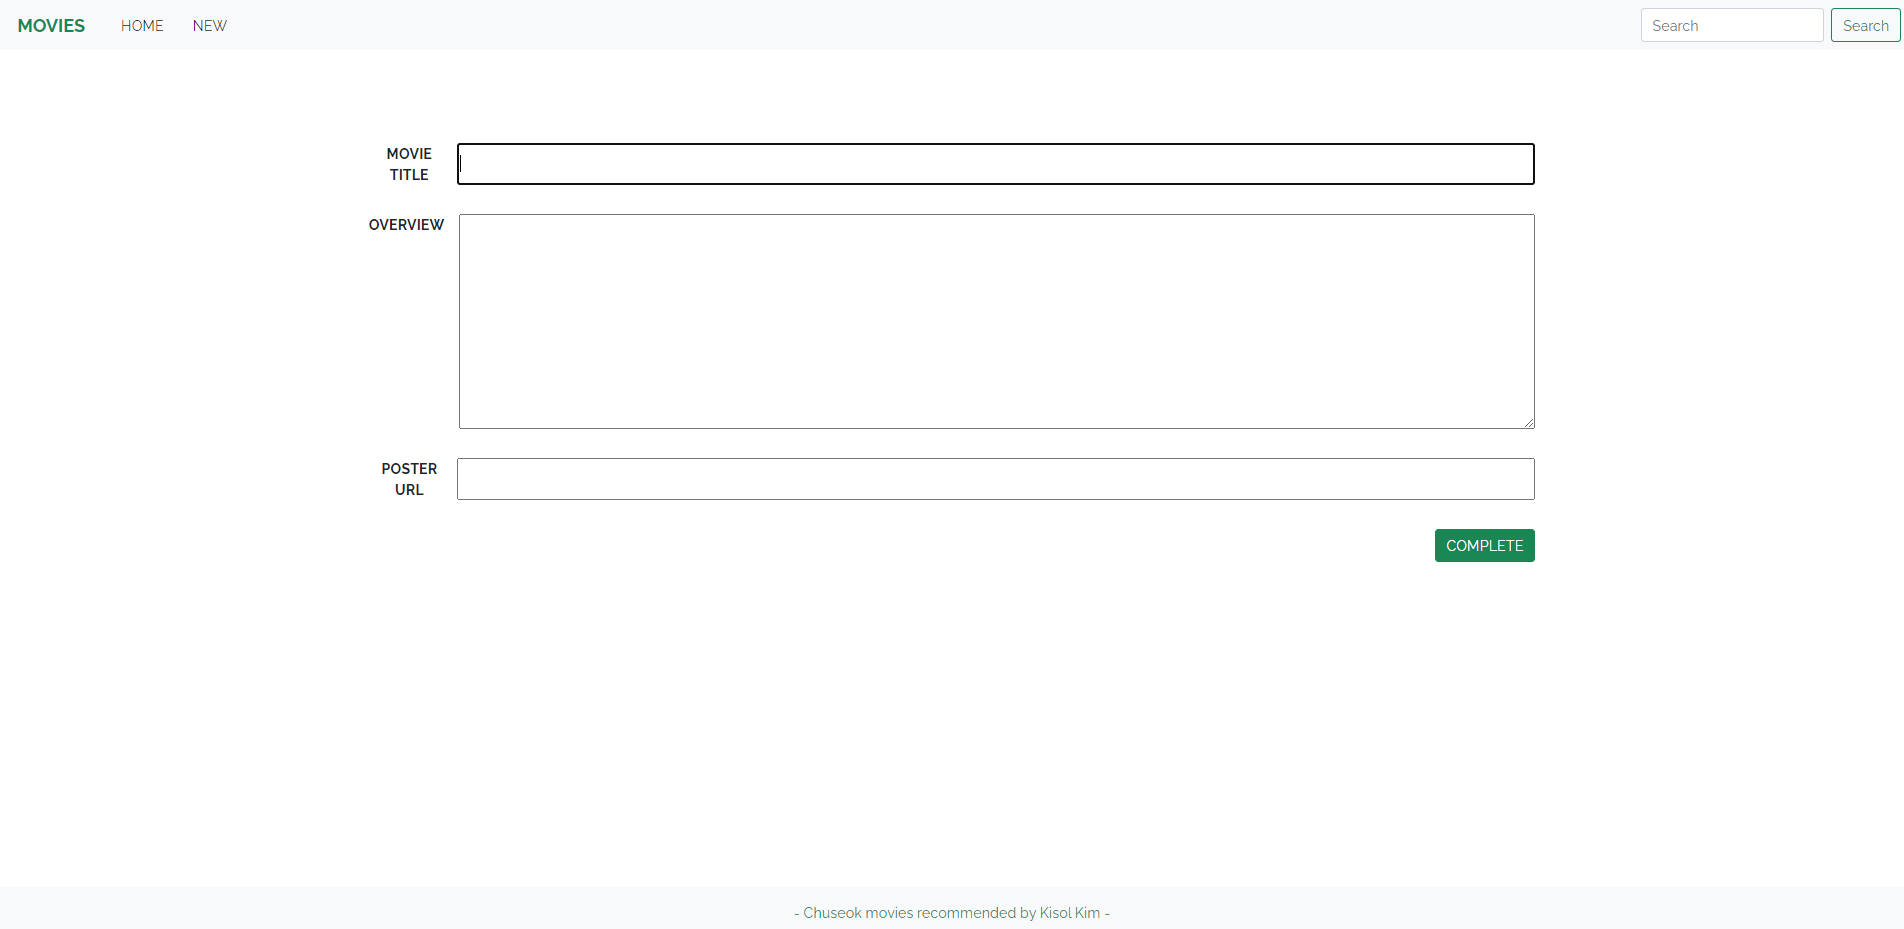 MOVIES HOME NEW Search Search
MOVIE
TITLE
OVERVIEW
POSTER
URL
COMPLETE
- Chuseok movies recommended by Kisol Kim -